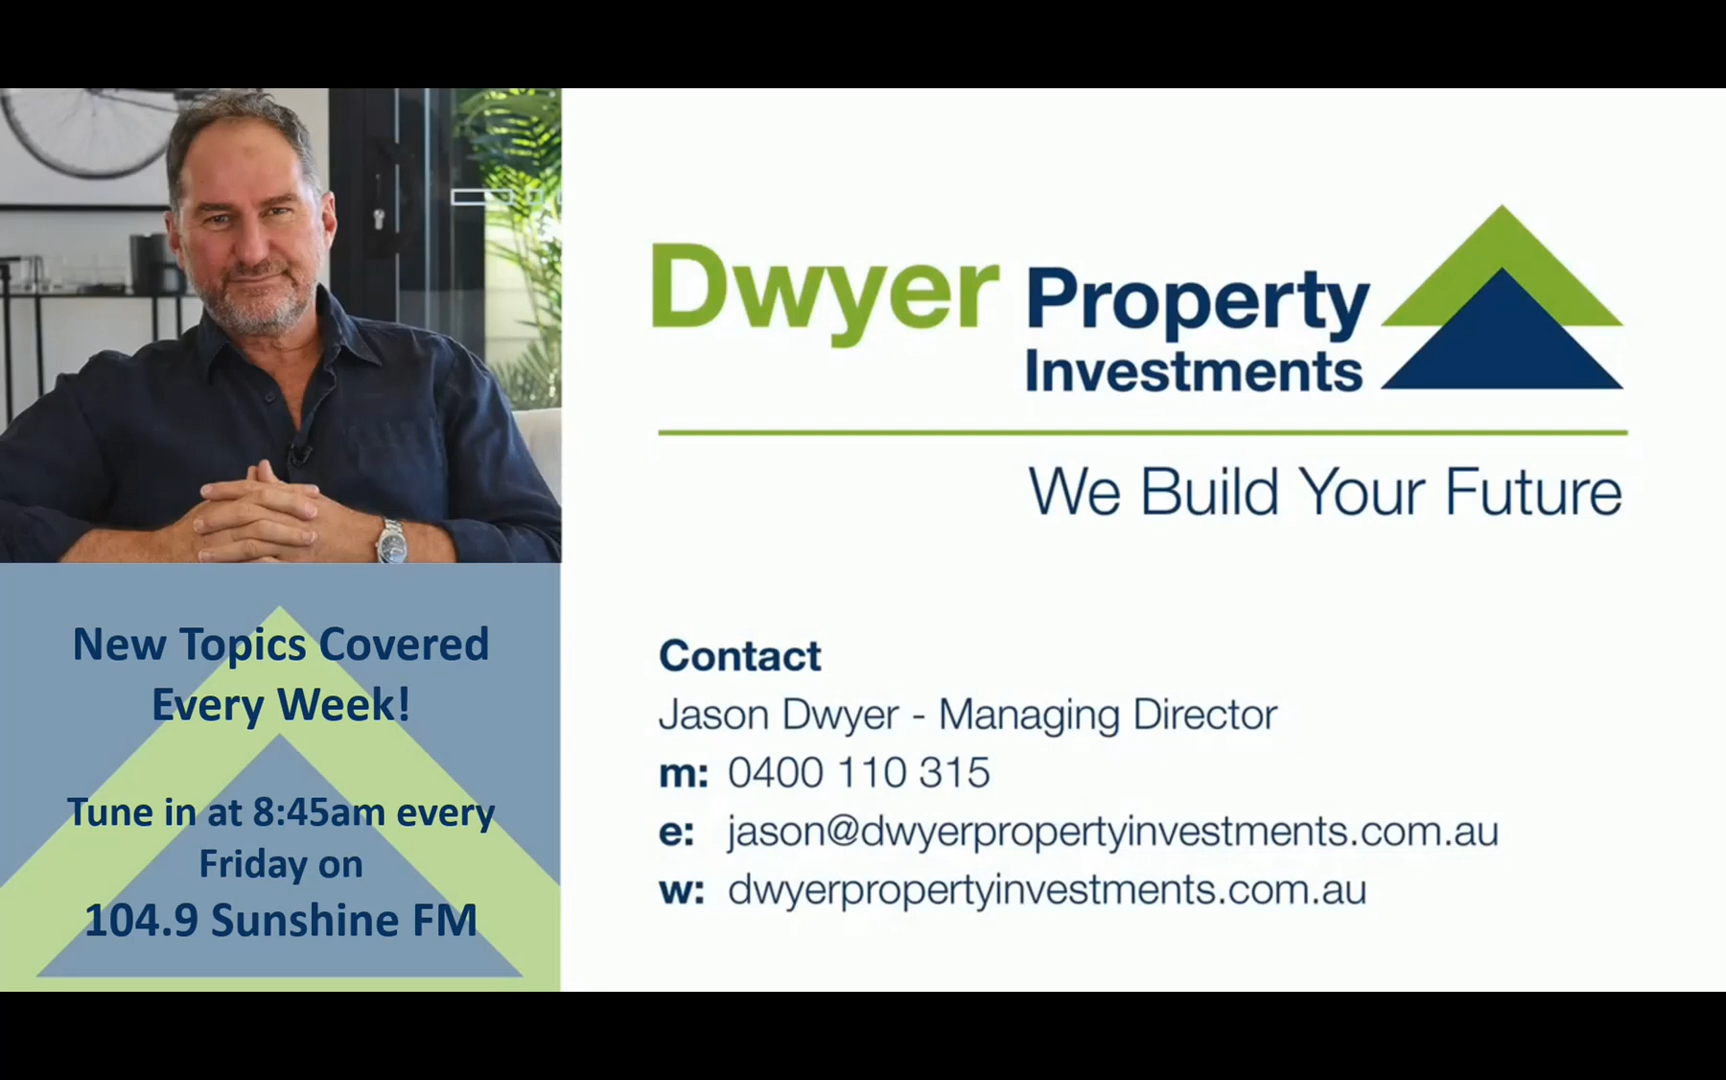 New Topics Covered
Every Week!
Tune in at 8:45am every
Friday on
104.9 Sunshine FM
Dwyer Property
Investments
We Build Your Future
Contact
Jason Dwyer - Managing Director
m: 0400 110 315
e: jason@dwyerpropertyinvestments.com.au
w: dwyerpropertyinvestments.com.au